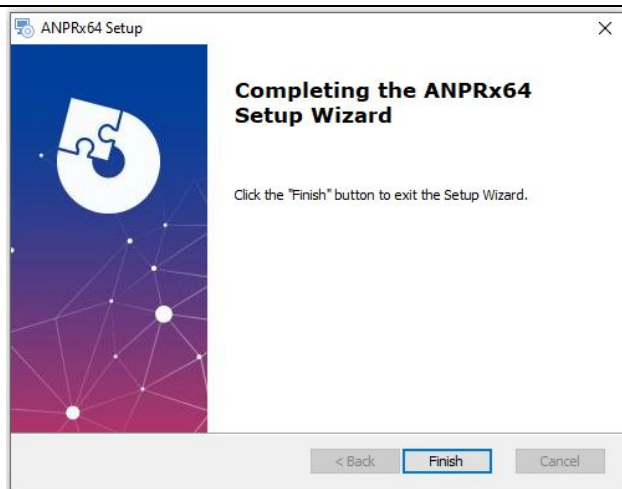 ANPRx64 Setup
Completing the ANPRx64
Setup Wizard
Click the "Finish" button to exit the Setup Wizard.
< Back Finish Cancel